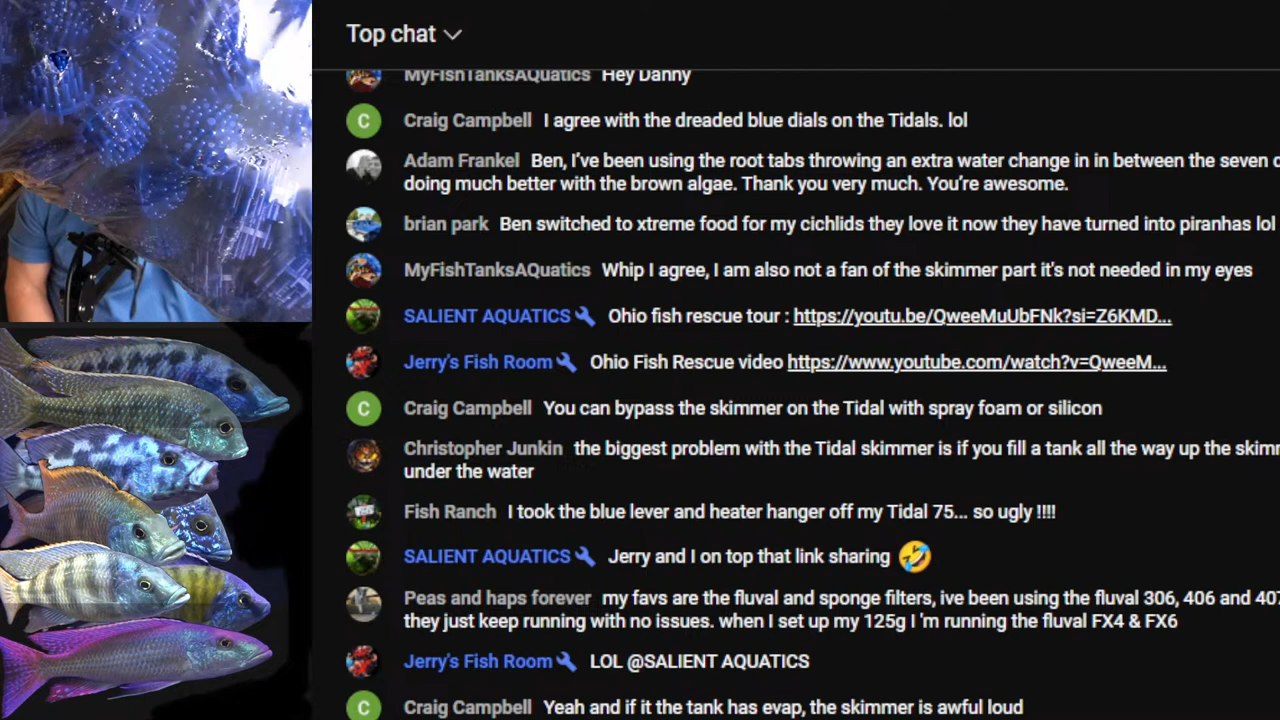 Top chat
MyFishTanksAQuatics Hey Danny
C Craig Campbell I agree with the dreaded blue dials on the Tidals. lol
Adam Frankel Ben, I've been using the root tabs throwing an extra water change in in between the seven
doing much better with the brown algae. Thank you very much. You're awesome.
brian park Ben switched to xtreme food for my cichlids they love it now they have turned into piranhas lol
MyFishTanksAQuatics Whip I agree, I am also not a fan of the skimmer part it's not needed in my eyes
SALIENT AQUATICS Ohio fish rescue tour : https://youtu.be/QweeMuUbFNk?si=Z6KMD...
Jerry's Fish Room Ohio Fish Rescue video https://www.youtube.com/watch?v=QweeM...
C Craig Campbell You can bypass the skimmer on the Tidal with spray foam or silicon
Christopher Junkin the biggest problem with the Tidal skimmer is if you fill a tank all the way up the
under the water
Fish Ranch I took the blue lever and heater hanger off my Tidal 75... so ugly !!!!
SALIENT AQUATICS Jerry and I on top that link sharing 🤣
Peas and haps forever my favs are the fluval and sponge filters, ive been using the fluval 306, 406 and 407
they just keep running with no issues. when I set up my 125g I 'm running the fluval FX4 & FX6
Jerry's Fish Room LOL @SALIENT AQUATICS
C Craig Campbell Yeah and if it the tank has evap, the skimmer is awful loud